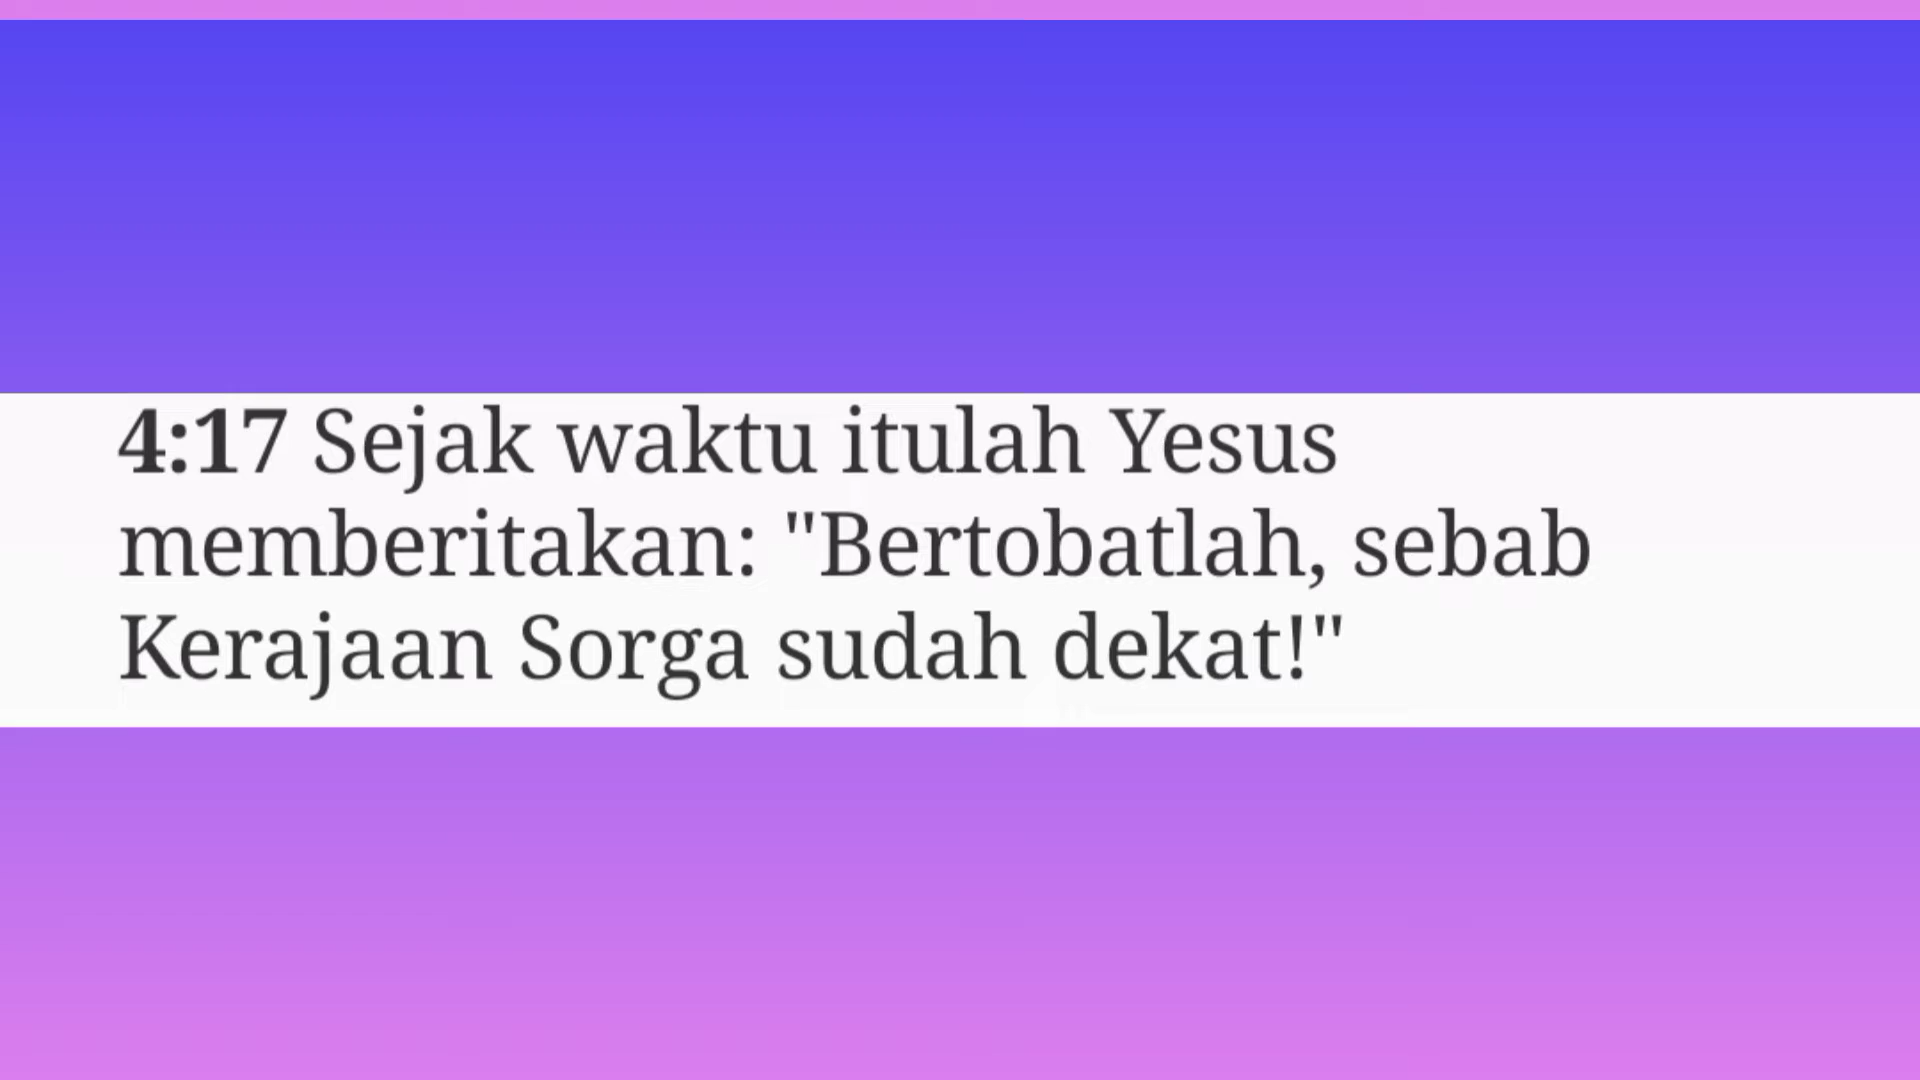 4:17 Sejak waktu itulah Yesus
memberitakan: "Bertobatlah, sebab
Kerajaan Sorga sudah dekat!"